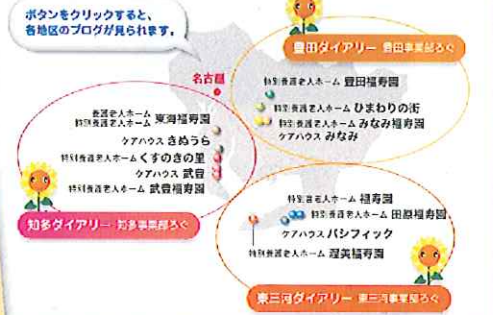 ボタンをクリックすると、
各地区のブログが見られます。
豊田ダイアリー 豊田事業部ろぐ
名古屋
特別養護老人ホーム 豊田福寿園
特別養護老人ホーム ひまわりの街
特別養護老人ホーム みなみ福寿園
ケアハウス みなみ
養護老人ホーム
特別養護老人ホーム 東海福寿園
ケアハウス きぬうら
特別養護老人ホーム くすのきの里
ケアハウス 武豊
特別養護老人ホーム 武豊福寿園
知多ダイアリー 知多事業部ろぐ
特別養護老人ホーム 福寿園
特別養護老人ホーム 田原福寿園
ケアハウス パシフィック
特別養護老人ホーム 渥美福寿園
東三河ダイアリー 東三河事業部ろぐ